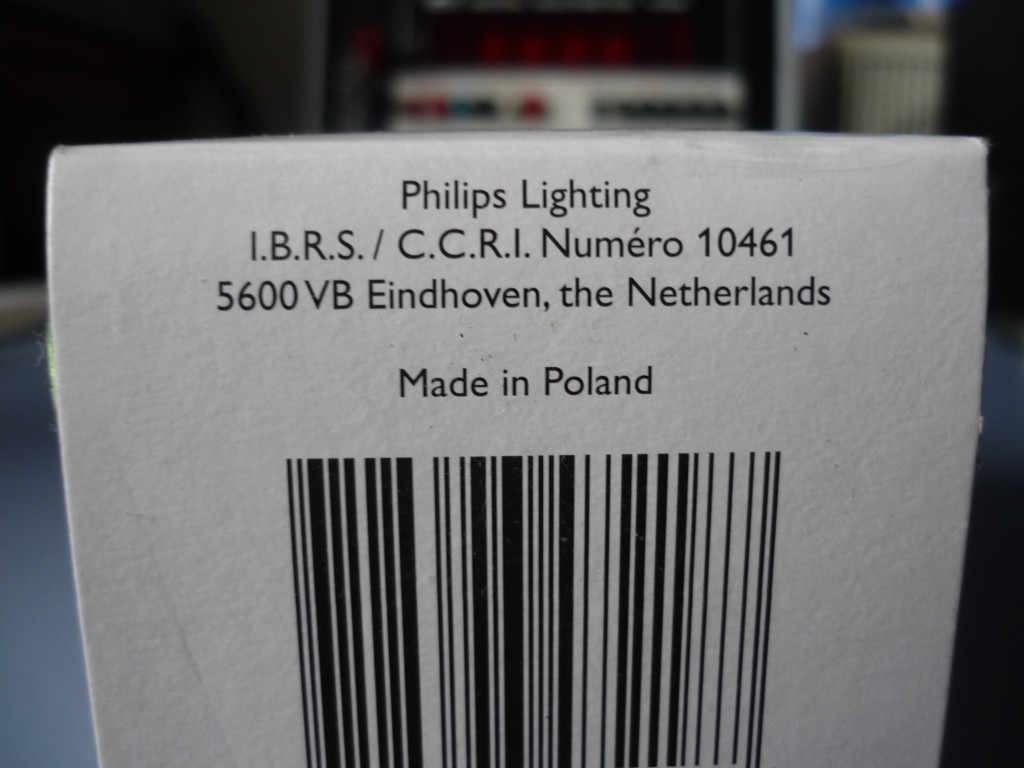 Philips Lighting
I.B.R.S. / C.C.R.I. Numéro 10461
5600 VB Eindhoven, the Netherlands
Made in Poland